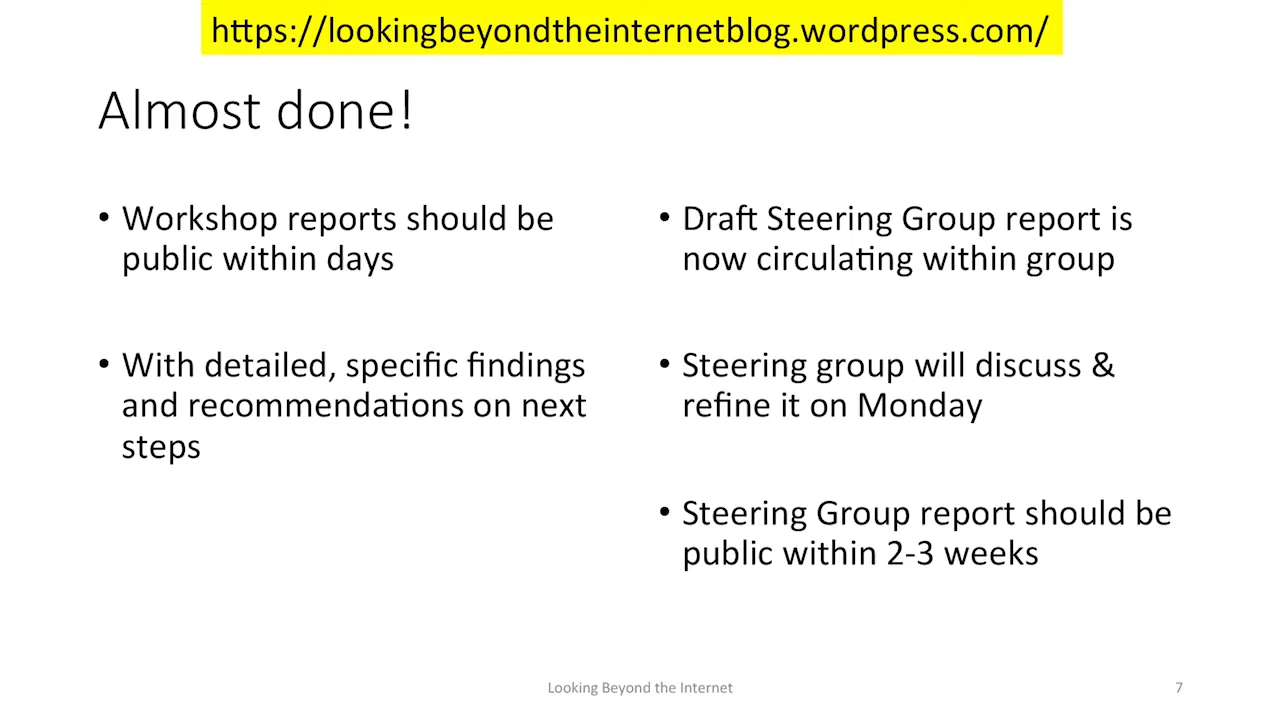 https://lookingbeyondtheinternetblog.wordpress.com/
Almost done!
• Workshop reports should be
public within days
• With detailed, specific findings
and recommendations on next
steps
• Draft Steering Group report is
now circulating within group
• Steering group will discuss &
refine it on Monday
• Steering Group report should be
public within 2-3 weeks
Looking Beyond the Internet
7